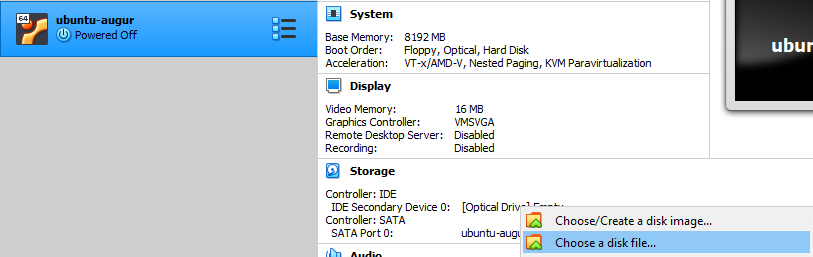 64
ubuntu-augur
Powered Off
System
Base Memory: 8192 MB
Boot Order: Floppy, Optical, Hard Disk
Acceleration: VT-x/AMD-V, Nested Paging, KVM Paravirtualization
Display
Video Memory: 16 MB
Graphics Controller: VMSVGA
Remote Desktop Server: Disabled
Recording: Disabled
Storage
Controller: IDE
IDE Secondary Device 0: [Optical Drive] Empty
Controller: SATA
SATA Port 0: ubuntu-augu
Audio
ubun
Choose/Create a disk image...
Choose a disk file...